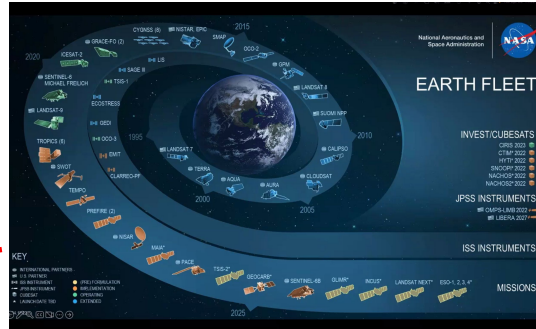 National Aeronautics and
Space Administration
NASA
EARTH FLEET
INVEST/CUBESATS
CIRIS 2023
CTIM* 2022
HYTI* 2022
SNOOPI* 2022
NACHOS* 2022
NACHOS2* 2022
JPSS INSTRUMENTS
OMPS-LIMB 2022
LIBERA 2027
ISS INSTRUMENTS
MISSIONS
2015
2020
1995
2010
2000
2005
2025
CYGNSS (8)
NISTAR, EPIC
SMAP
OCO-2
GPM
LANDSAT-8
SUOMI NPP
CALIPSO
CLOUDSAT
AURA
AQUA
TERRA
LANDSAT-7
GRACE-FO (2)
ICESAT-2
SENTINEL-6
MICHAEL FREILICH
LANDSAT-9
TROPICS (6)
SWOT
TEMPO
PREFIRE (2)
NISAR
MAIA*
PACE
TSIS-2*
GEOCARB*
SENTINEL-6B
GLIMR*
INCUS*
LANDSAT NEXT*
ESO-1, 2, 3, 4*
LIS
SAGE III
TSIS-1
ECOSTRESS
GEDI
OCO-3
EMIT
CLARREO-PF
KEY
INTERNATIONAL PARTNERS
U.S. PARTNER
ISS INSTRUMENT
JPSS INSTRUMENT
CUBESAT
LAUNCH DATE TBD
(PRE) FORMULATION
IMPLEMENTATION
OPERATING
EXTENDED